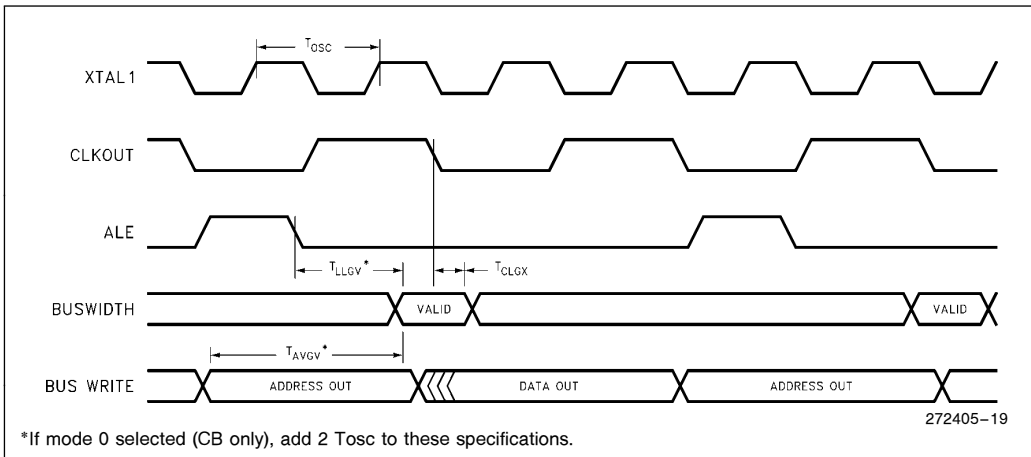 T_OSC
XTAL1
CLKOUT
ALE
T_LLGV* T_CLGX
BUSWIDTH VALID VALID
T_AVGV*
BUS WRITE ADDRESS OUT DATA OUT ADDRESS OUT
272405–19
*If mode 0 selected (CB only), add 2 Tosc to these specifications.